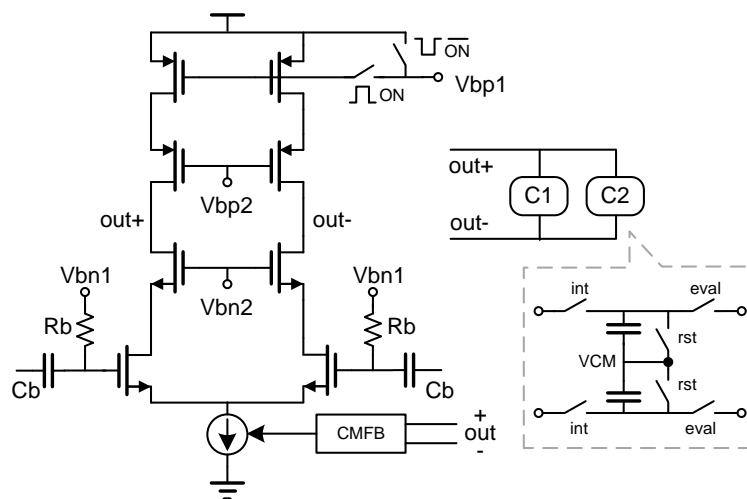 ON
ON
Vbp1
Vbp2
out+
out-
Vbn1
Vbn2
Vbn1
Rb
Rb
Cb
Cb
CMFB
+
out
-
out+
out-
C1
C2
int
eval
rst
VCM
rst
int
eval